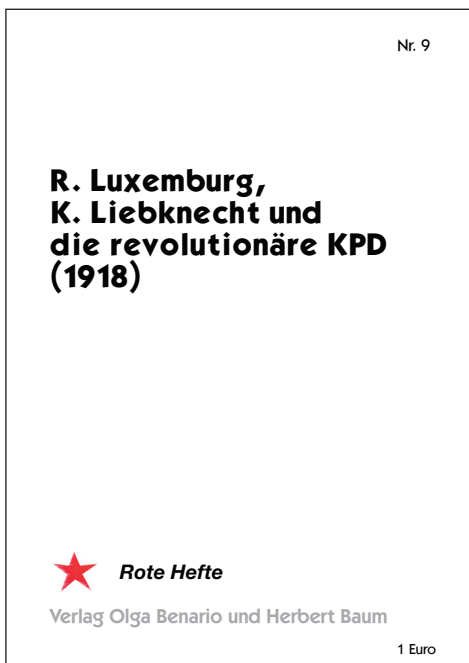 Nr. 9
R. Luxemburg,
K. Liebknecht und
die revolutionäre KPD
(1918)
Rote Hefte
Verlag Olga Benario und Herbert Baum
1 Euro